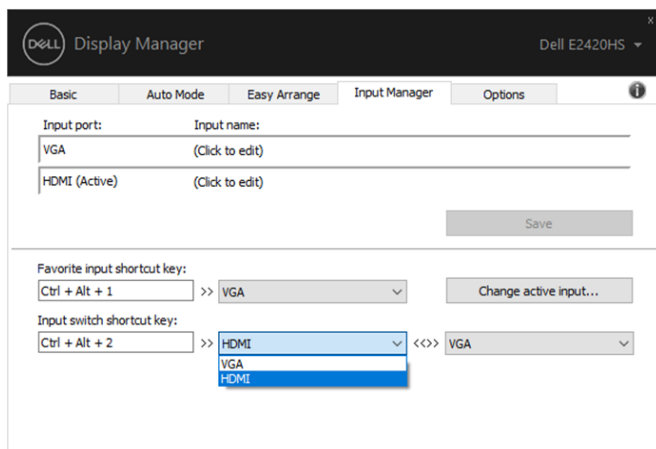 x
DELL Display Manager Dell E2420HS
Basic Auto Mode Easy Arrange Input Manager Options i
Input port: Input name:
VGA (Click to edit)
HDMI (Active) (Click to edit)
Save
Favorite input shortcut key:
Ctrl + Alt + 1 >> VGA Change active input...
Input switch shortcut key:
Ctrl + Alt + 2 >> HDMI <<>> VGA
VGA
HDMI